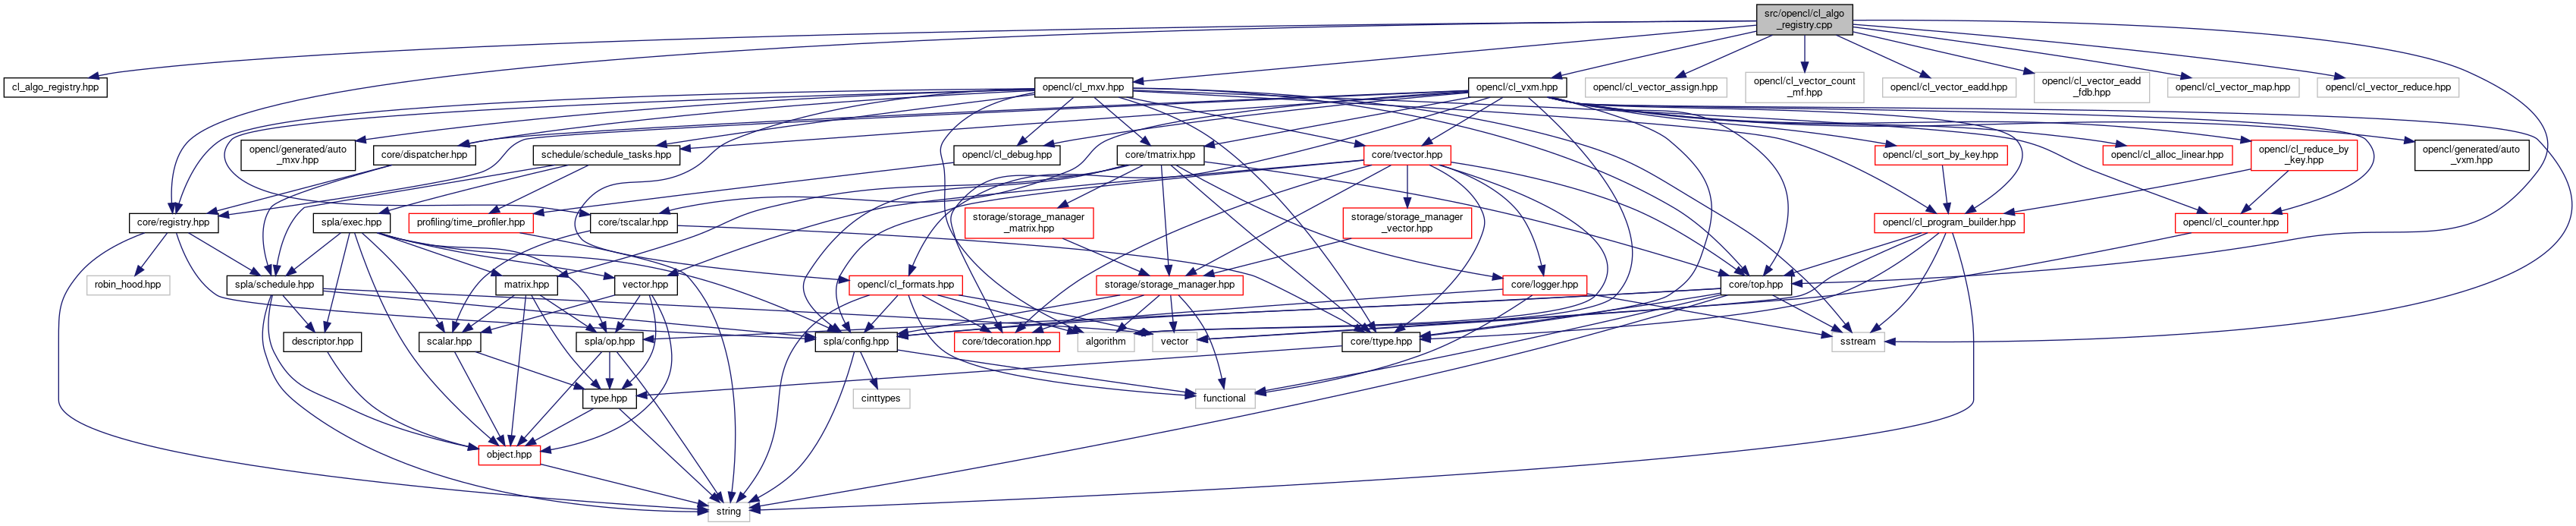 src/opencl/cl_algo
_registry.cpp
cl_algo_registry.hpp
opencl/cl_mxv.hpp
opencl/cl_vxm.hpp
opencl/cl_vector_assign.hpp
opencl/cl_vector_count
_mf.hpp
opencl/cl_vector_eadd.hpp
opencl/cl_vector_eadd
_fdb.hpp
opencl/cl_vector_map.hpp
opencl/cl_vector_reduce.hpp
opencl/generated/auto
_mxv.hpp
core/dispatcher.hpp
schedule/schedule_tasks.hpp
opencl/cl_debug.hpp
core/tmatrix.hpp
core/tvector.hpp
opencl/cl_sort_by_key.hpp
opencl/cl_alloc_linear.hpp
opencl/cl_reduce_by
_key.hpp
opencl/generated/auto
_vxm.hpp
core/registry.hpp
spla/exec.hpp
profiling/time_profiler.hpp
core/tscalar.hpp
storage/storage_manager
_matrix.hpp
storage/storage_manager
_vector.hpp
opencl/cl_program_builder.hpp
opencl/cl_counter.hpp
robin_hood.hpp
spla/schedule.hpp
matrix.hpp
vector.hpp
opencl/cl_formats.hpp
storage/storage_manager.hpp
core/logger.hpp
core/top.hpp
descriptor.hpp
scalar.hpp
spla/op.hpp
spla/config.hpp
core/tdecoration.hpp
algorithm
vector
core/ttype.hpp
sstream
type.hpp
cinttypes
functional
object.hpp
string